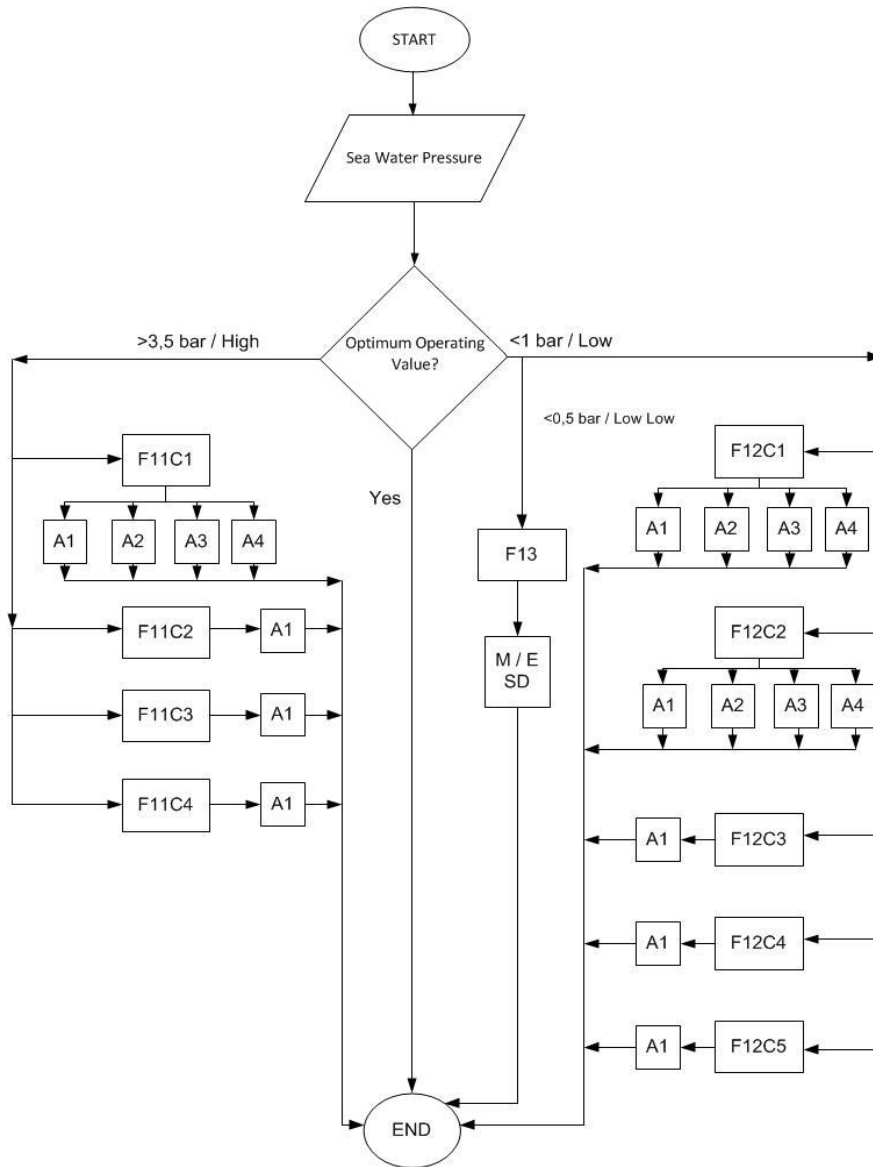 START
Sea Water Pressure
>3,5 bar / High
Optimum Operating
Value?
<1 bar / Low
<0,5 bar / Low Low
Yes
F11C1
A1 A2 A3 A4
F11C2 A1
F11C3 A1
F11C4 A1
F13
M / E
SD
F12C1
A1 A2 A3 A4
F12C2
A1 A2 A3 A4
A1 F12C3
A1 F12C4
A1 F12C5
END